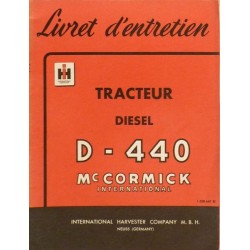 Livret d'entretien
IH
TRACTEUR
DIESEL
D-440
McCORMICK
INTERNATIONAL
INTERNATIONAL HARVESTER COMPANY M. B. H.
NEUSS (GERMANY)